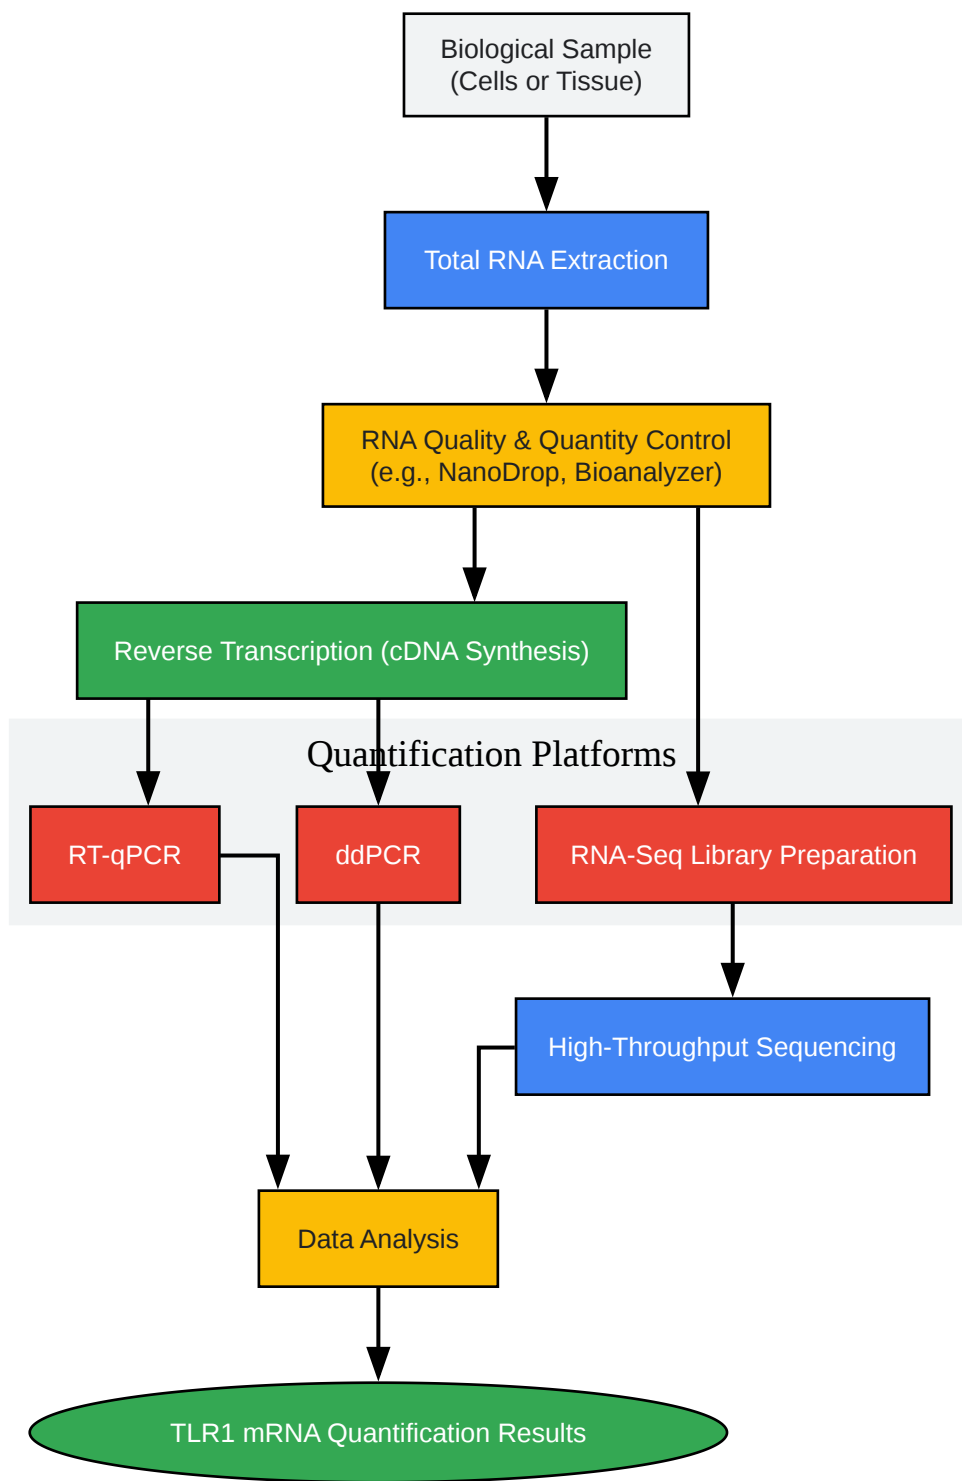 Biological Sample
(Cells or Tissue)
Total RNA Extraction
RNA Quality & Quantity Control
(e.g., NanoDrop, Bioanalyzer)
Reverse Transcription (cDNA Synthesis)
Quantification Platforms
RT-qPCR
ddPCR
RNA-Seq Library Preparation
High-Throughput Sequencing
Data Analysis
TLR1 mRNA Quantification Results